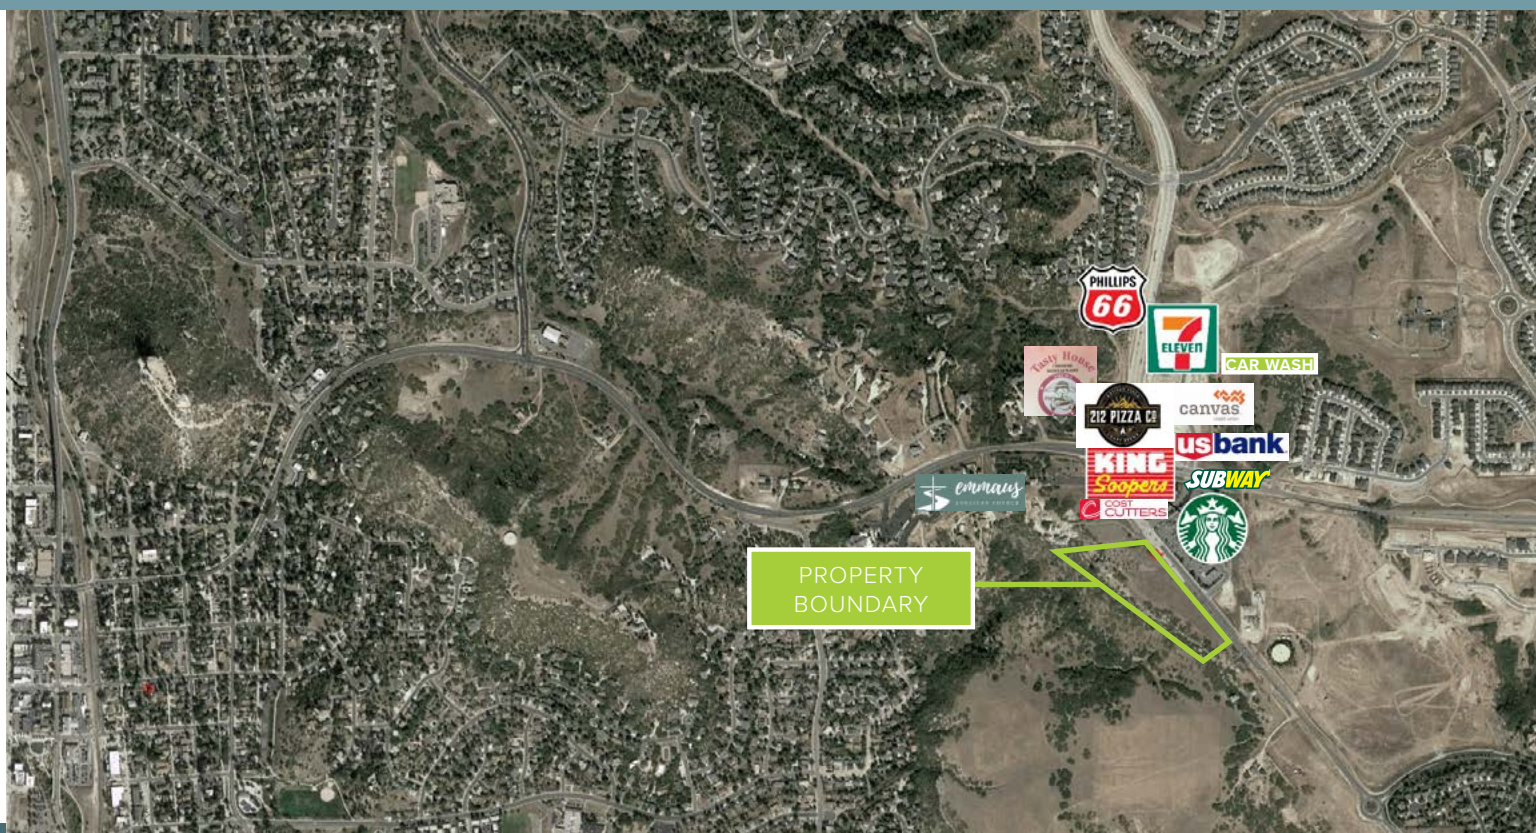 PHILLIPS
66
7
ELEVEn
CAR WASH
Tasty House
212 PIZZA CO
canvas
usbank
KING
Soopers
SUBWAY
emmaus
COST
CUTTERS
PROPERTY
BOUNDARY